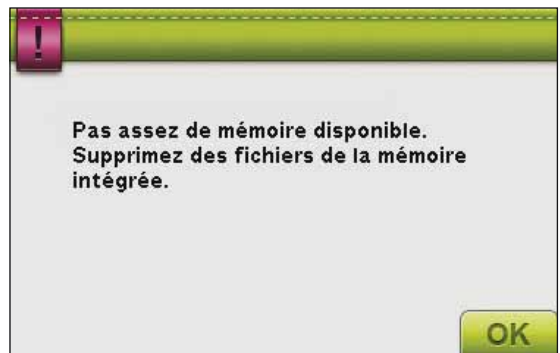 !
Pas assez de mémoire disponible.
Supprimez des fichiers de la mémoire
intégrée.
OK